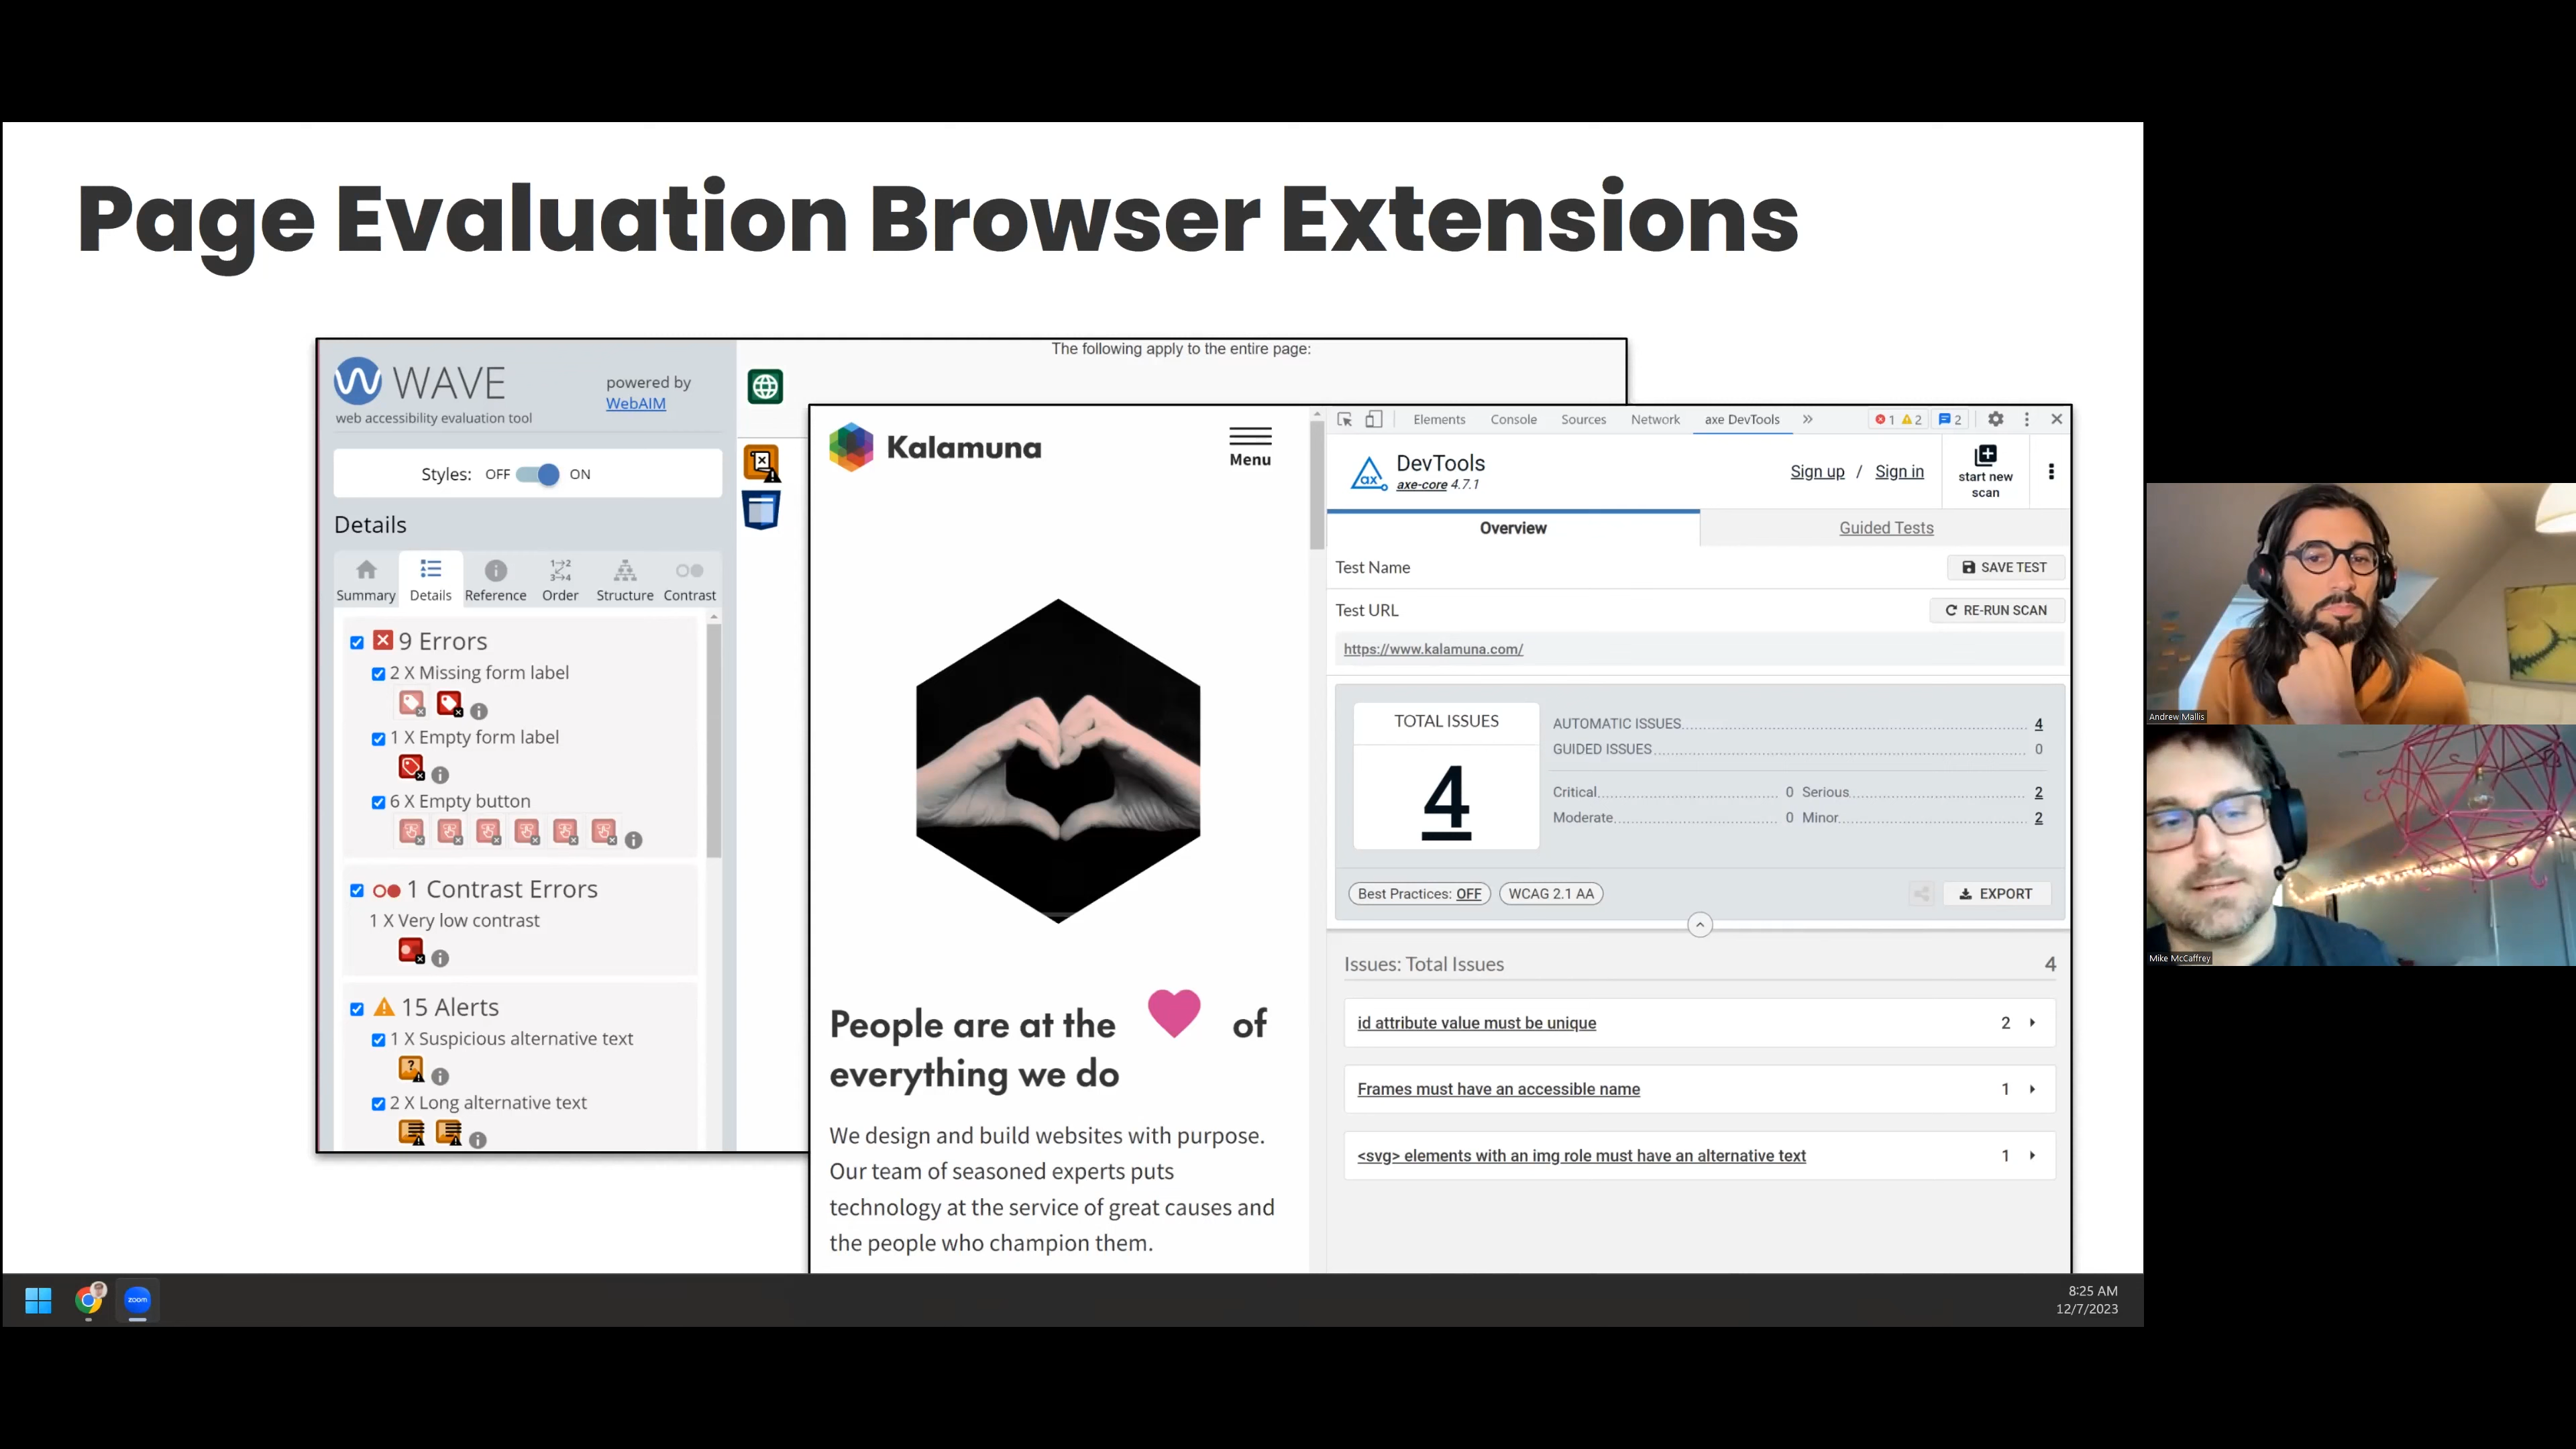 Page Evaluation Browser Extensions
WAVE
web accessibility evaluation tool
powered by
WebAIM
Styles: OFF ON
Details
Summary Details Reference Order Structure Contrast
9 Errors
2 X Missing form label
1 X Empty form label
6 X Empty button
1 Contrast Errors
1 X Very low contrast
15 Alerts
1 X Suspicious alternative text
2 X Long alternative text
The following apply to the entire page:
Kalamuna
Menu
People are at the of
everything we do
We design and build websites with purpose.
Our team of seasoned experts puts
technology at the service of great causes and
the people who champion them.
Elements Console Sources Network axe DevTools » 1 2 2
ax DevTools
axe-core 4.7.1
Sign up / Sign in
start new
scan
Overview Guided Tests
Test Name SAVE TEST
Test URL RE-RUN SCAN
https://www.kalamuna.com/
TOTAL ISSUES
4
AUTOMATIC ISSUES 4
GUIDED ISSUES 0
Critical 0 Serious 2
Moderate 0 Minor 2
Best Practices: OFF WCAG 2.1 AA EXPORT
Issues: Total Issues 4
id attribute value must be unique 2
Frames must have an accessible name 1
<svg> elements with an img role must have an alternative text 1
Andrew Mallis
Mike McCaffrey
zoom
8:25 AM
12/7/2023